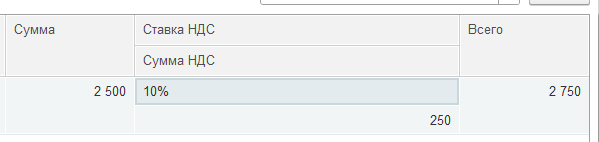 Сумма Ставка НДС Всего
Сумма НДС
2 500 10% 2 750
250